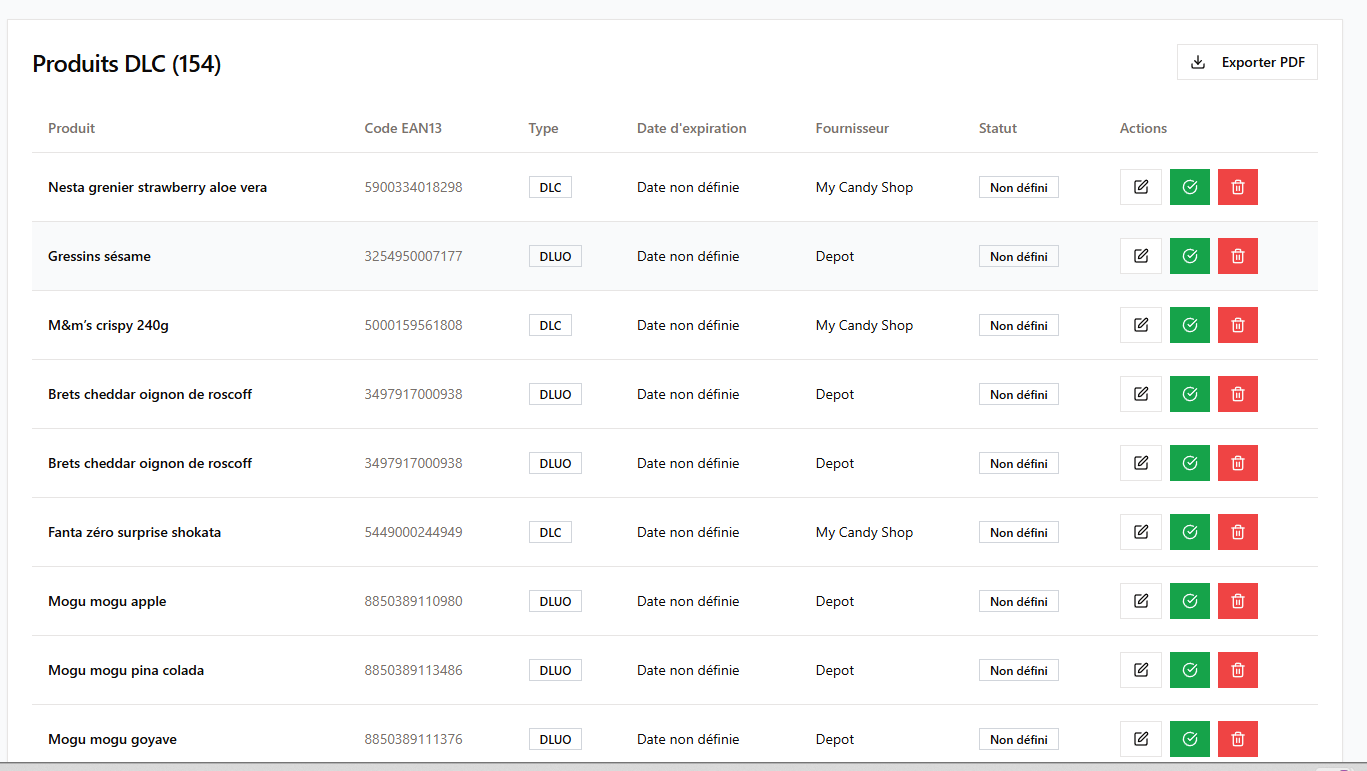 Produits DLC (154)
Exporter PDF
Produit Code EAN13 Type Date d'expiration Fournisseur Statut Actions
Nesta grenier strawberry aloe vera 5900334018298 DLC Date non définie My Candy Shop Non défini
Gressins sésame 3254950007177 DLUO Date non définie Depot Non défini
M&m's crispy 240g 5000159561808 DLC Date non définie My Candy Shop Non défini
Brets cheddar oignon de roscoff 3497917000938 DLUO Date non définie Depot Non défini
Brets cheddar oignon de roscoff 3497917000938 DLUO Date non définie Depot Non défini
Fanta zéro surprise shokata 5449000244949 DLC Date non définie My Candy Shop Non défini
Mogu mogu apple 8850389110980 DLUO Date non définie Depot Non défini
Mogu mogu pina colada 8850389113486 DLUO Date non définie Depot Non défini
Mogu mogu goyave 8850389111376 DLUO Date non définie Depot Non défini